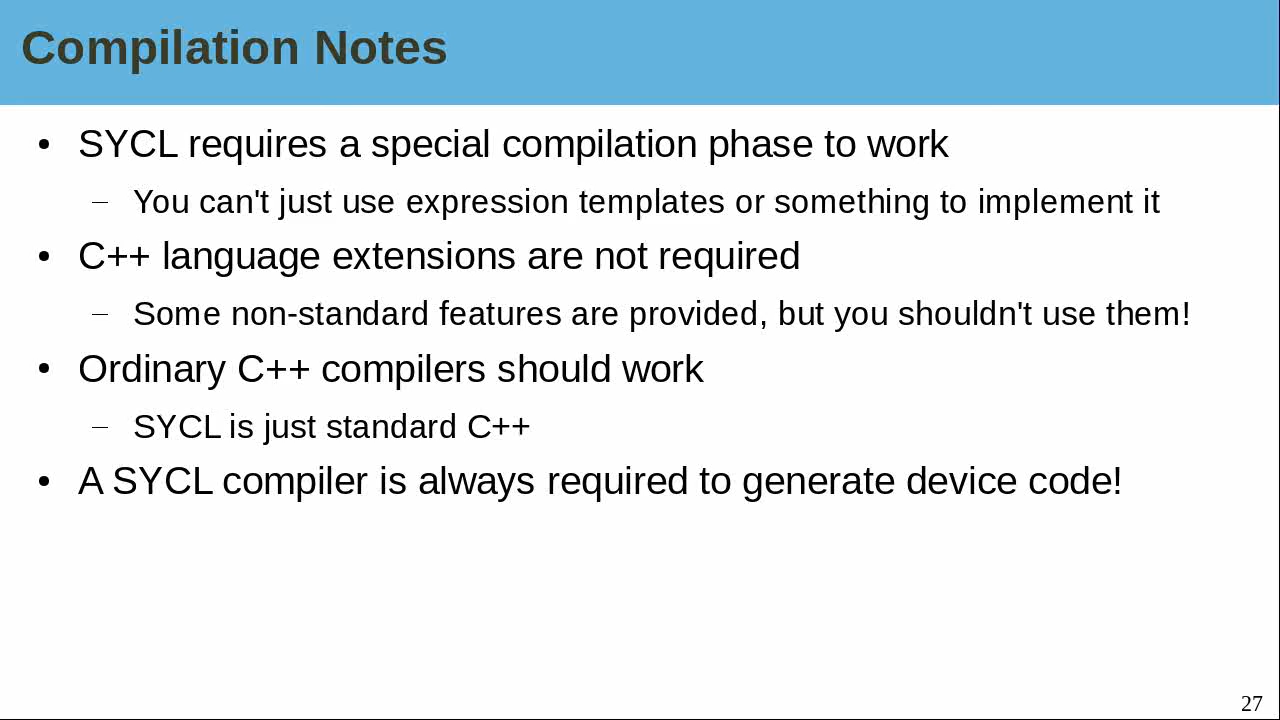 Compilation Notes
• SYCL requires a special compilation phase to work
– You can't just use expression templates or something to implement it
• C++ language extensions are not required
– Some non-standard features are provided, but you shouldn't use them!
• Ordinary C++ compilers should work
– SYCL is just standard C++
• A SYCL compiler is always required to generate device code!
27